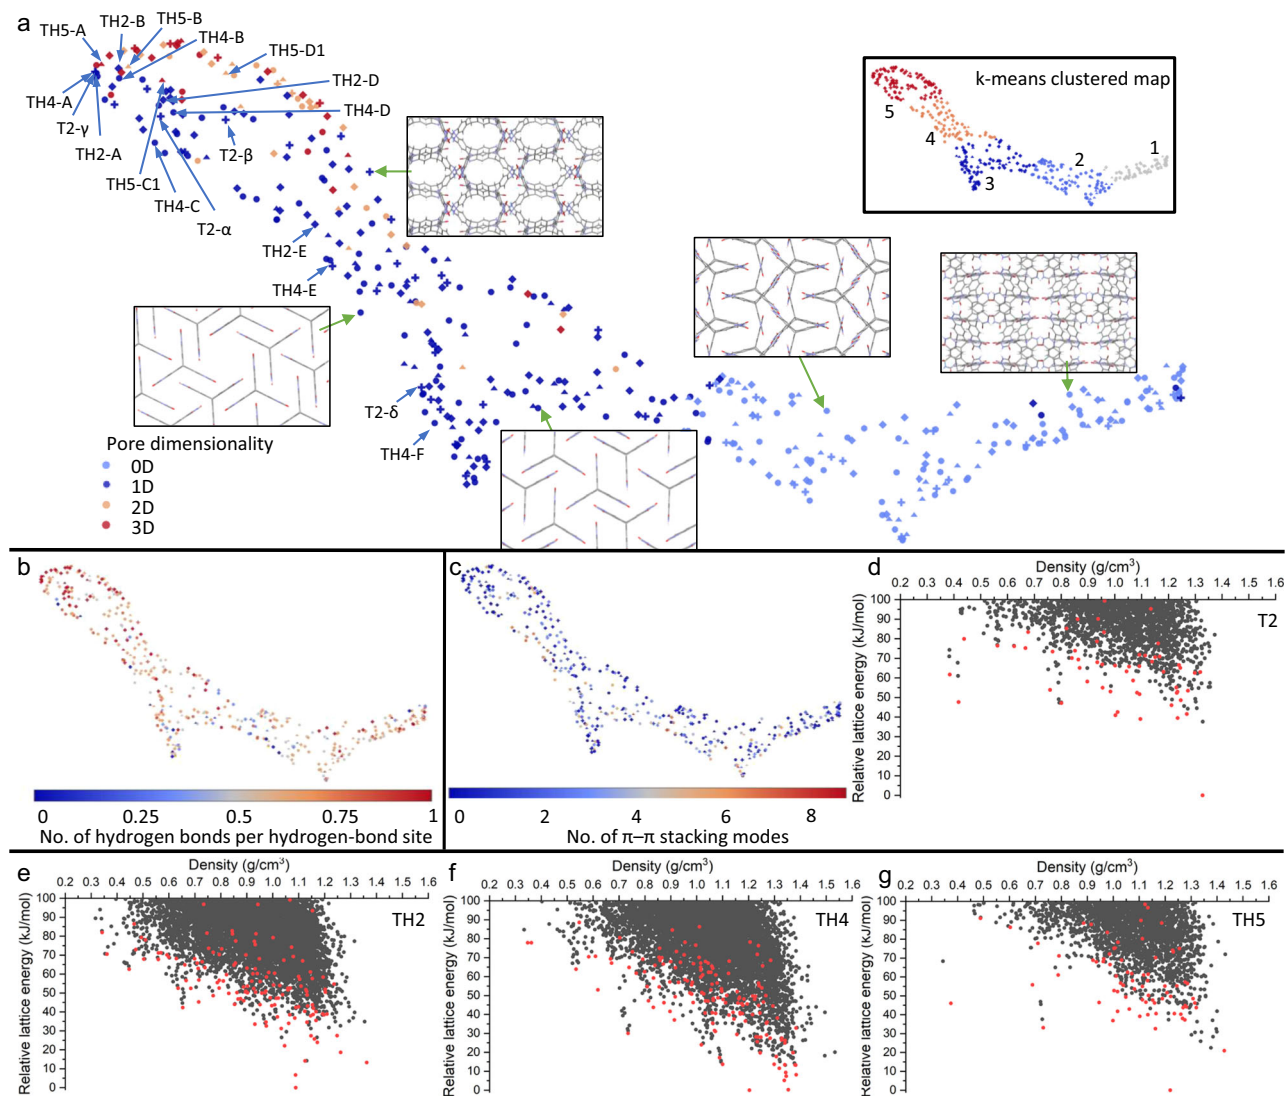 a
TH5-A
TH2-B
TH5-B
TH4-B
TH5-D1
TH2-D
TH4-D
TH4-A
T2-γ
TH2-A
T2-β
TH5-C1
TH4-C
T2-α
TH2-E
TH4-E
T2-δ
TH4-F
k-means clustered map
5
4
3
2
1
Pore dimensionality
0D
1D
2D
3D
b
0 0.25 0.5 0.75 1
No. of hydrogen bonds per hydrogen-bond site
c
0 2 4 6 8
No. of π–π stacking modes
d
Density (g/cm³)
0.2 0.3 0.4 0.5 0.6 0.7 0.8 0.9 1.0 1.1 1.2 1.3 1.4 1.5 1.6
T2
Relative lattice energy (kJ/mol)
100
90
80
70
60
50
40
30
20
10
0
e
Density (g/cm³)
0.2 0.3 0.4 0.5 0.6 0.7 0.8 0.9 1.0 1.1 1.2 1.3 1.4 1.5 1.6
TH2
Relative lattice energy (kJ/mol)
100
90
80
70
60
50
40
30
20
10
0
f
Density (g/cm³)
0.2 0.3 0.4 0.5 0.6 0.7 0.8 0.9 1.0 1.1 1.2 1.3 1.4 1.5 1.6
TH4
Relative lattice energy (kJ/mol)
100
90
80
70
60
50
40
30
20
10
0
g
Density (g/cm³)
0.2 0.3 0.4 0.5 0.6 0.7 0.8 0.9 1.0 1.1 1.2 1.3 1.4 1.5 1.6
TH5
Relative lattice energy (kJ/mol)
100
90
80
70
60
50
40
30
20
10
0